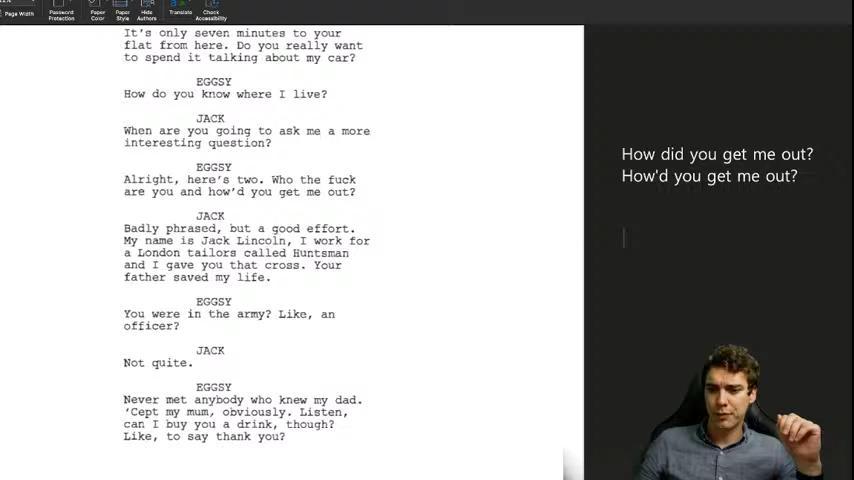 Page Width
Password
Protection
Paper
Color
Paper
Style
Hide
Authors
Translate
Check
Accessibility
It's only seven minutes to your
flat from here. Do you really want
to spend it talking about my car?
EGGSY
How do you know where I live?
JACK
When are you going to ask me a more
interesting question?
EGGSY
Alright, here's two. Who the fuck
are you and how'd you get me out?
JACK
Badly phrased, but a good effort.
My name is Jack Lincoln, I work for
a London tailors called Huntsman
and I gave you that cross. Your
father saved my life.
EGGSY
You were in the army? Like, an
officer?
JACK
Not quite.
EGGSY
Never met anybody who knew my dad.
'Cept my mum, obviously. Listen,
can I buy you a drink, though?
Like, to say thank you?
How did you get me out?
How'd you get me out?